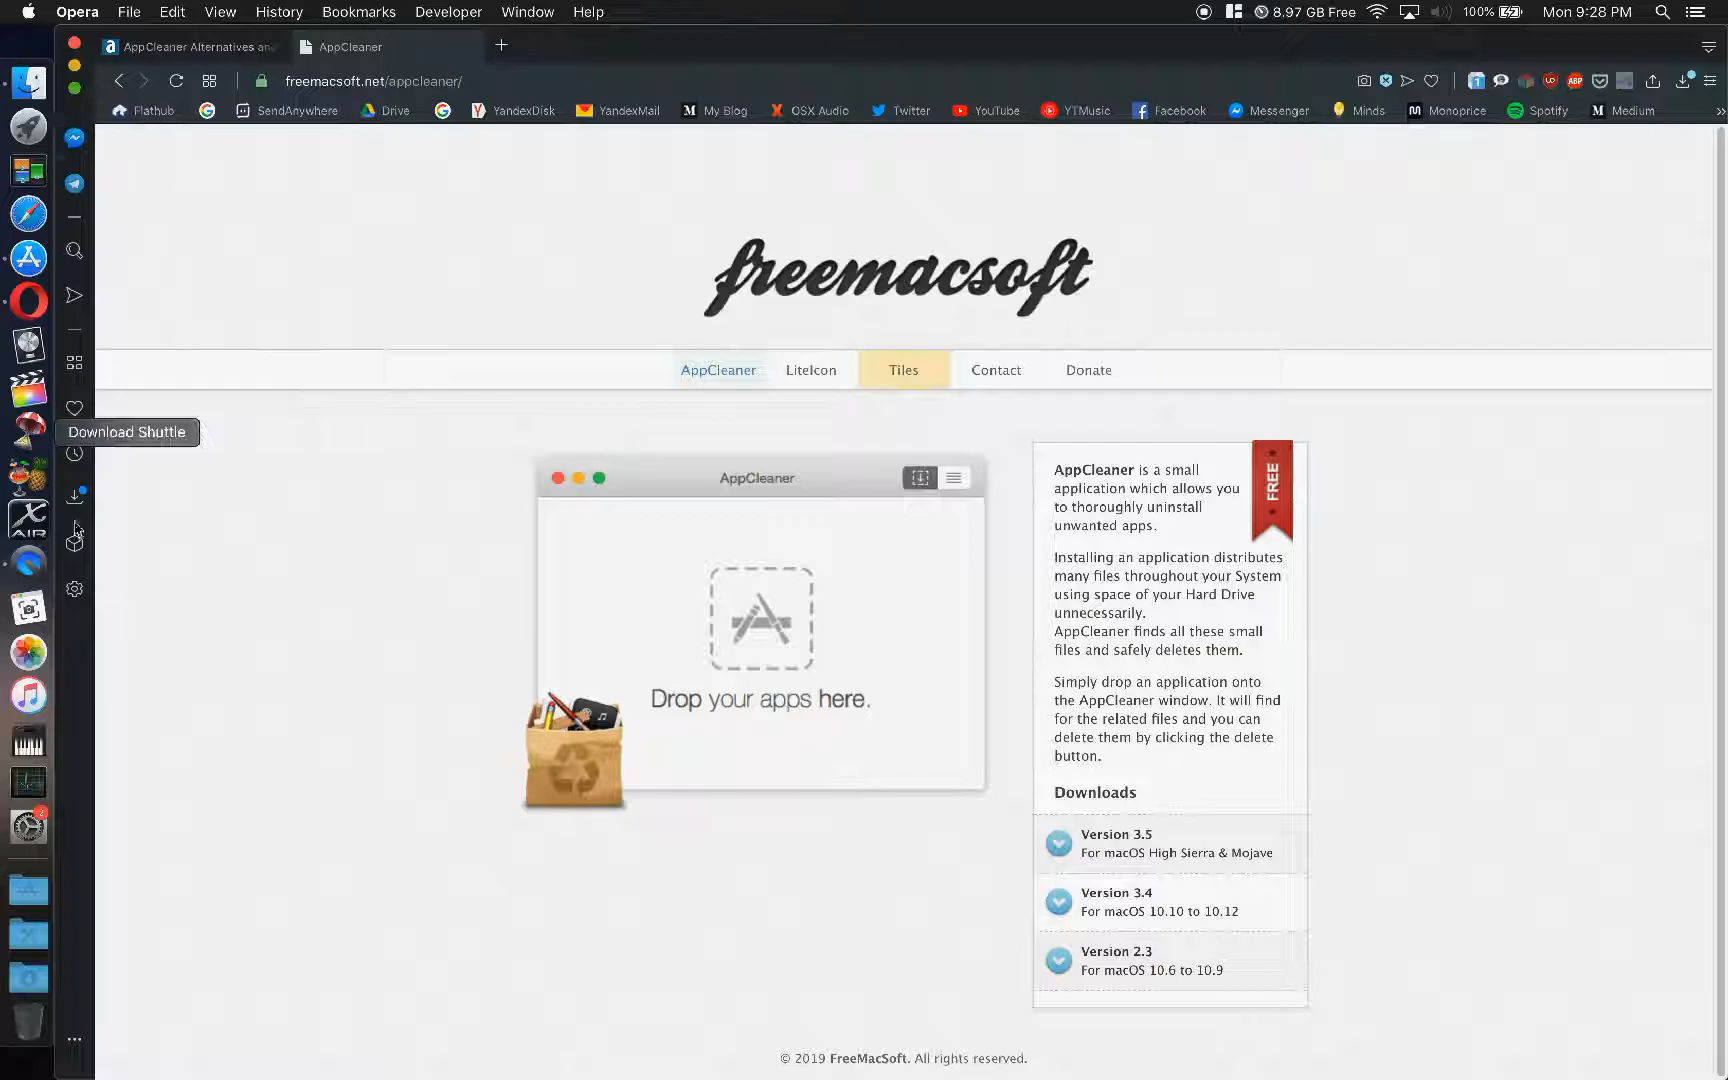 Opera File Edit View History Bookmarks Developer Window Help 8.97 GB Free 100% Mon 9:28 PM
AppCleaner Alternatives an AppCleaner
freemacsoft.net/appcleaner/
Flathub SendAnywhere Drive YandexDisk YandexMail My Blog OSX Audio Twitter YouTube YTMusic Facebook Messenger Minds Monoprice Spotify Medium
freemacsoft
AppCleaner LiteIcon Tiles Contact Donate
Download Shuttle
AppCleaner
Drop your apps here.
X
AIR
FREE
AppCleaner is a small
application which allows you
to thoroughly uninstall
unwanted apps.
Installing an application distributes
many files throughout your System
using space of your Hard Drive
unnecessarily.
AppCleaner finds all these small
files and safely deletes them.
Simply drop an application onto
the AppCleaner window. It will find
for the related files and you can
delete them by clicking the delete
button.
Downloads
Version 3.5
For macOS High Sierra & Mojave
Version 3.4
For macOS 10.10 to 10.12
Version 2.3
For macOS 10.6 to 10.9
2
© 2019 FreeMacSoft. All rights reserved.